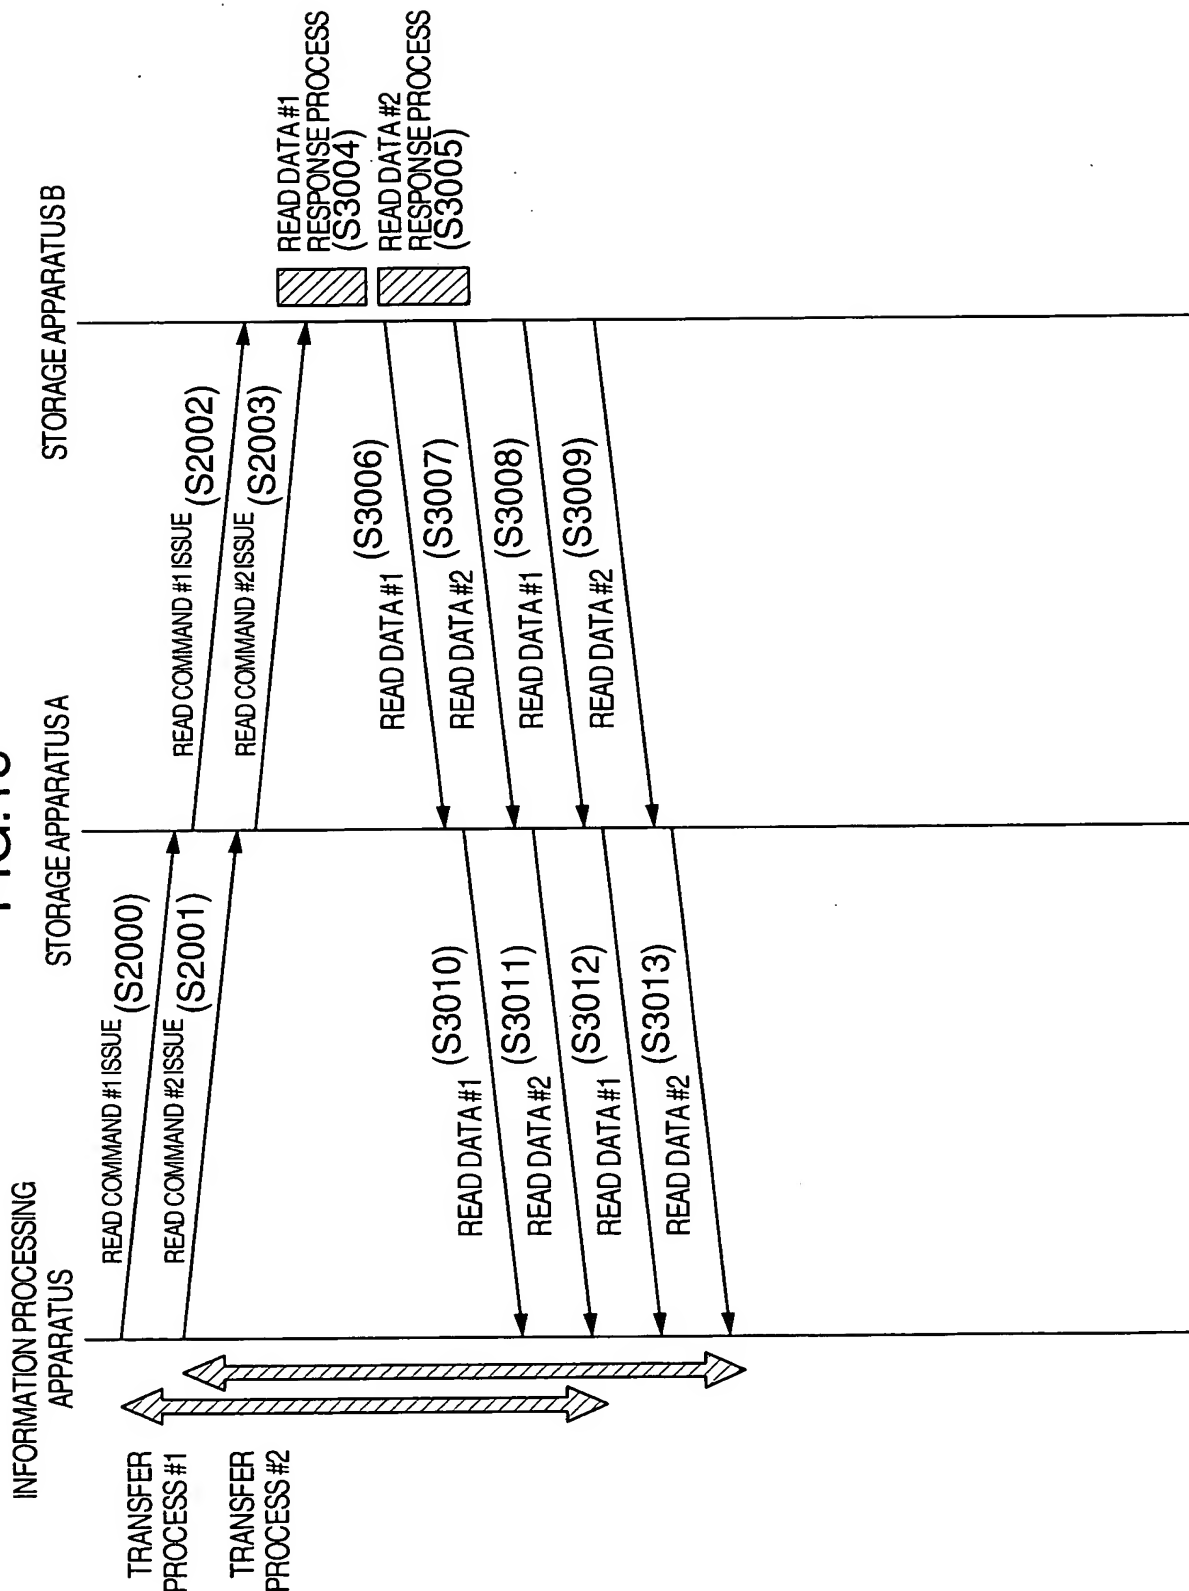 INFORMATION PROCESSING
APPARATUS
STORAGE APPARATUS A
STORAGE APPARATUS B
TRANSFER
PROCESS #1
TRANSFER
PROCESS #2
READ COMMAND #1 ISSUE (S2000)
READ COMMAND #2 ISSUE (S2001)
READ COMMAND #1 ISSUE (S2002)
READ COMMAND #2 ISSUE (S2003)
READ DATA #1
RESPONSE PROCESS
(S3004)
READ DATA #2
RESPONSE PROCESS
(S3005)
READ DATA #1 (S3006)
READ DATA #2 (S3007)
READ DATA #1 (S3008)
READ DATA #2 (S3009)
READ DATA #1 (S3010)
READ DATA #2 (S3011)
READ DATA #1 (S3012)
READ DATA #2 (S3013)